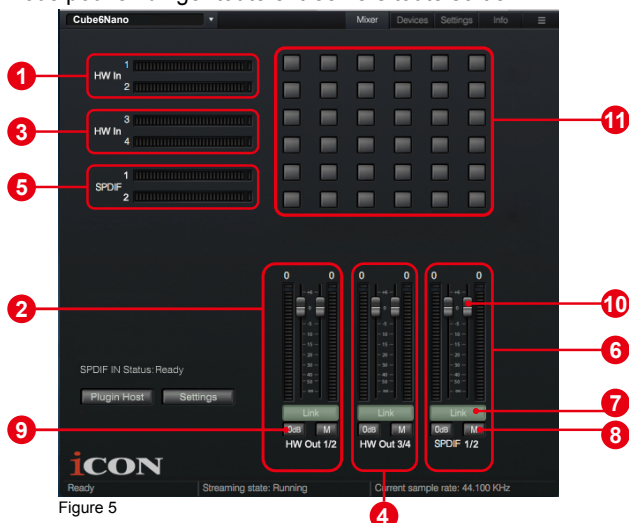 Cube6Nano
Mixer Devices Settings Info
1
HW In
2
1
3
HW In
4
3
1
SPDIF
2
5
11
0 0 0 0 0 0
2
10
6
SPDIF IN Status: Ready
Plugin Host Settings
Link Link Link
7
0dB M 0dB M 0dB M
9
8
HW Out 1/2 HW Out 3/4 SPDIF 1/2
iCON
Ready Streaming state: Running Current sample rate: 44.100 KHz
Figure 5
4